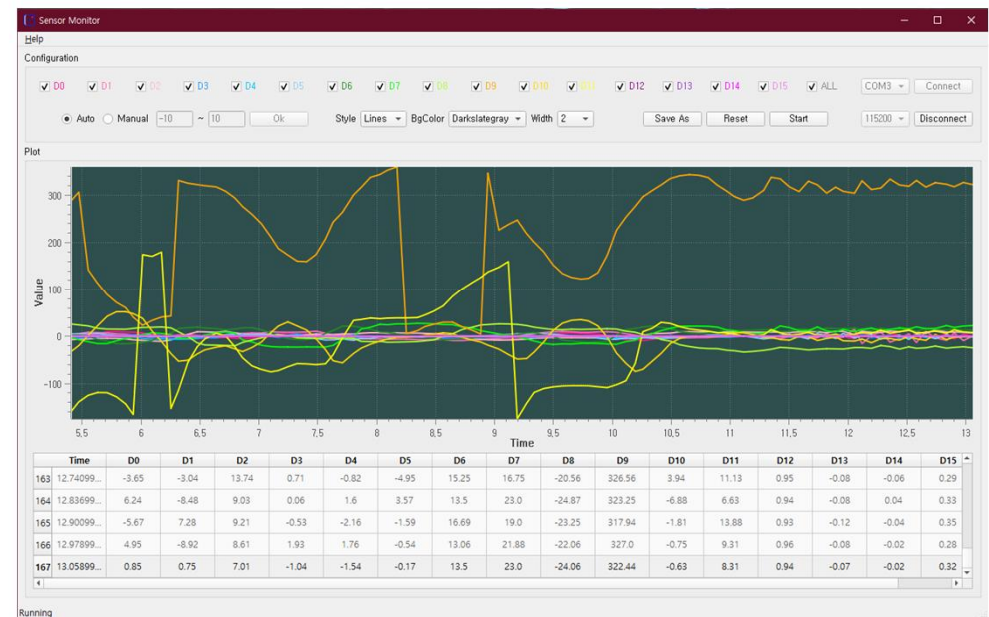 Sensor Monitor
Help
Configuration
D0 D1 D2 D3 D4 D5 D6 D7 D8 D9 D10 D11 D12 D13 D14 D15 ALL COM3 Connect
Auto Manual -10 ~ 10 Ok Style Lines BgColor Darkslategray Width 2 Save As Reset Start 115200 Disconnect
Plot
300
200
100
0
-100
Value
5,5 6 6,5 7 7,5 8 8,5 9 9,5 10 10,5 11 11,5 12 12,5 13
Time
Time D0 D1 D2 D3 D4 D5 D6 D7 D8 D9 D10 D11 D12 D13 D14 D15
163 12.74099... -3.65 -3.04 13.74 0.71 -0.82 -4.95 15.25 16.75 -20.56 326.56 3.94 11.13 0.95 -0.08 -0.06 0.29
164 12.83699... 6.24 -8.48 9.03 0.06 1.6 3.57 13.5 23.0 -24.87 323.25 -6.88 6.63 0.94 -0.08 0.04 0.33
165 12.90099... -5.67 7.28 9.21 -0.53 -2.16 -1.59 16.69 19.0 -23.25 317.94 -1.81 13.88 0.93 -0.12 -0.04 0.35
166 12.97899... 4.95 -8.92 8.61 1.93 1.76 -0.54 13.06 21.88 -22.06 327.0 -0.75 9.31 0.96 -0.08 -0.02 0.28
167 13.05899... 0.85 0.75 7.01 -1.04 -1.54 -0.17 13.5 23.0 -24.06 322.44 -0.63 8.31 0.94 -0.07 -0.02 0.32
Running